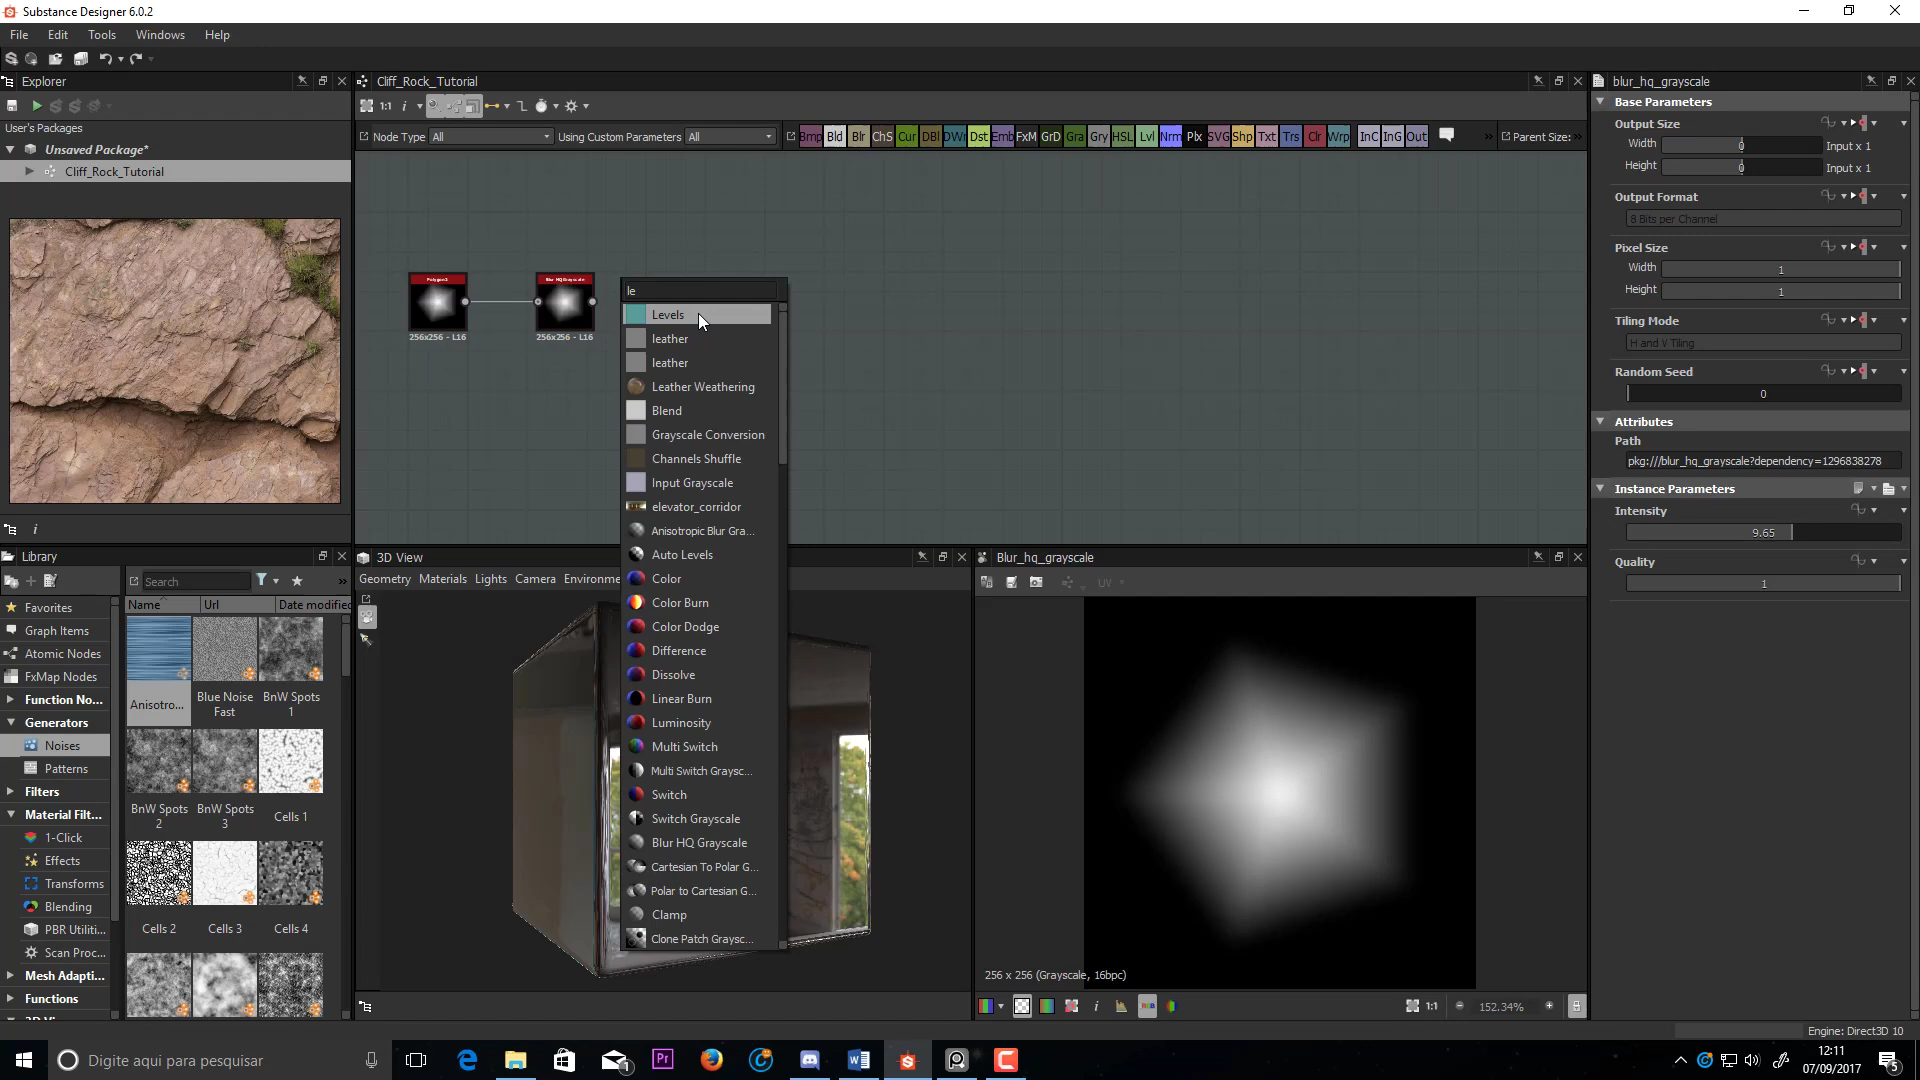 Substance Designer 6.0.2
File Edit Tools Windows Help
Explorer
User's Packages
Unsaved Package*
Cliff_Rock_Tutorial
Library
Search
Name Url Date modified
Favorites
Graph Items
Atomic Nodes
FxMap Nodes
Function No...
Generators
Noises
Patterns
Filters
Material Filt...
1-Click
Effects
Transforms
Blending
PBR Utiliti...
Scan Proc...
Mesh Adapti...
Functions
Anisotro...
Blue Noise Fast
BnW Spots 1
BnW Spots 2
BnW Spots 3
Cells 1
Cells 2
Cells 3
Cells 4
Cliff_Rock_Tutorial
1:1
Node Type All Using Custom Parameters All
Bmp Bld Blr ChS Cur DBl DWr Dst Emb FxM GrD Gra Gry HSL Lvl Nrm Plx SVG Shp Txt Trs Clr Wrp InC InG Out
Parent Size:
Polygon2
256x256 - L16
Blur HQ Grayscale
256x256 - L16
le
Levels
leather
leather
Leather Weathering
Blend
Grayscale Conversion
Channels Shuffle
Input Grayscale
elevator_corridor
Anisotropic Blur Gra...
Auto Levels
Color
Color Burn
Color Dodge
Difference
Dissolve
Linear Burn
Luminosity
Multi Switch
Multi Switch Graysc...
Switch
Switch Grayscale
Blur HQ Grayscale
Cartesian To Polar G...
Polar to Cartesian G...
Clamp
Clone Patch Graysc...
3D View
Geometry Materials Lights Camera Environme
Blur_hq_grayscale
UV
256 x 256 (Grayscale, 16bpc)
1:1
152.34%
blur_hq_grayscale
Base Parameters
Output Size
Width 0 Input x 1
Height 0 Input x 1
Output Format
8 Bits per Channel
Pixel Size
Width 1
Height 1
Tiling Mode
H and V Tiling
Random Seed
0
Attributes
Path
pkg:///blur_hq_grayscale?dependency=1296838278
Instance Parameters
Intensity
9.65
Quality
1
Engine: Direct3D 10
Digite aqui para pesquisar
12:11
07/09/2017
5